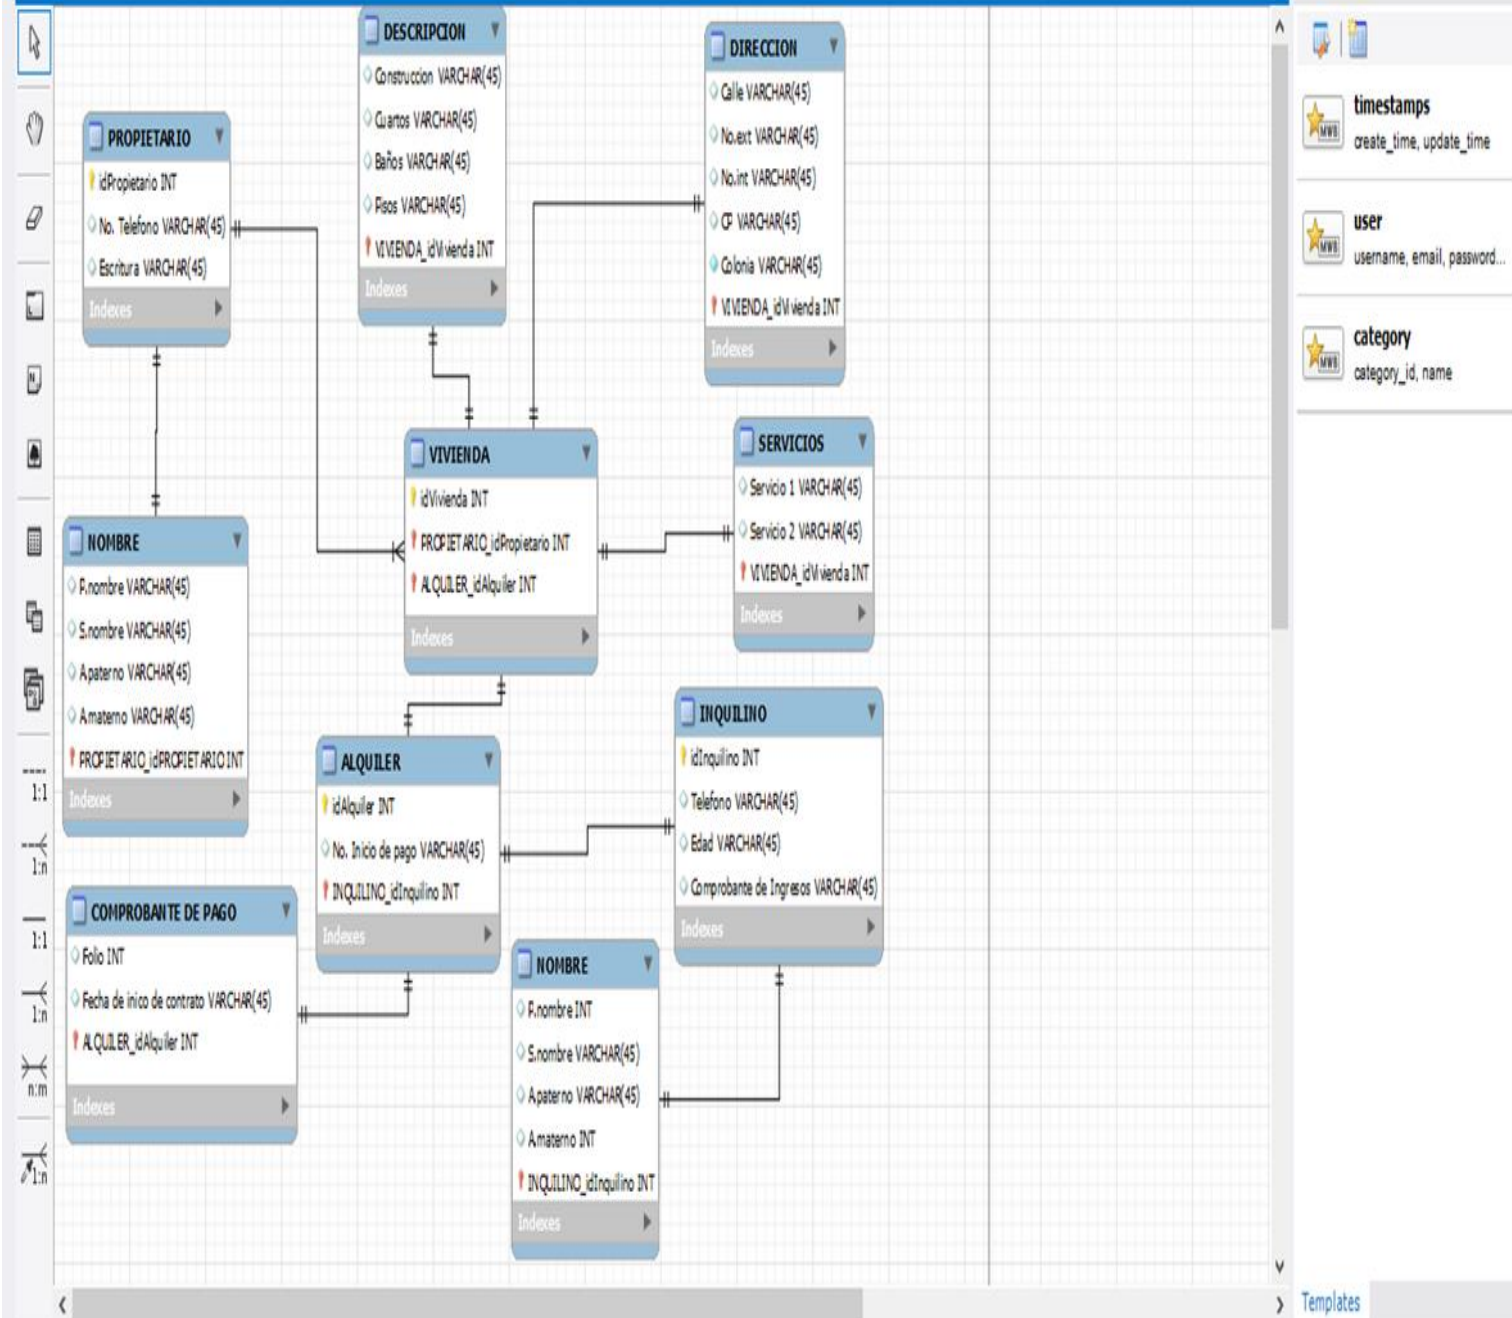 DESCRIPCION
Construccion VARCHAR(45)
Cuartos VARCHAR(45)
Baños VARCHAR(45)
Pisos VARCHAR(45)
VIVIENDA_idVivienda INT
Indexes
DIRECCION
Calle VARCHAR(45)
No.ext VARCHAR(45)
No.int VARCHAR(45)
CP VARCHAR(45)
Colonia VARCHAR(45)
VIVIENDA_idVivienda INT
Indexes
PROPIETARIO
idPropietario INT
No. Telefono VARCHAR(45)
Escritura VARCHAR(45)
Indexes
VIVIENDA
idVivienda INT
PROPIETARIO_idPropietario INT
ALQUILER_idAlquiler INT
Indexes
SERVICIOS
Servicio 1 VARCHAR(45)
Servicio 2 VARCHAR(45)
VIVIENDA_idVivienda INT
Indexes
NOMBRE
P.nombre VARCHAR(45)
S.nombre VARCHAR(45)
A.paterno VARCHAR(45)
A.materno VARCHAR(45)
PROPIETARIO_idPROPIETARIO INT
Indexes
ALQUILER
idAlquiler INT
No. Inicio de pago VARCHAR(45)
INQUILINO_idInquilino INT
Indexes
INQUILINO
idInquilino INT
Telefono VARCHAR(45)
Edad VARCHAR(45)
Comprobante de Ingresos VARCHAR(45)
Indexes
COMPROBANTE DE PAGO
Folio INT
Fecha de inico de contrato VARCHAR(45)
ALQUILER_idAlquiler INT
Indexes
NOMBRE
P.nombre INT
S.nombre VARCHAR(45)
A.paterno VARCHAR(45)
A.materno INT
INQUILINO_idInquilino INT
Indexes
1:1
1:n
1:1
1:n
n:m
1:n
timestamps
create_time, update_time
user
username, email, password...
category
category_id, name
Templates